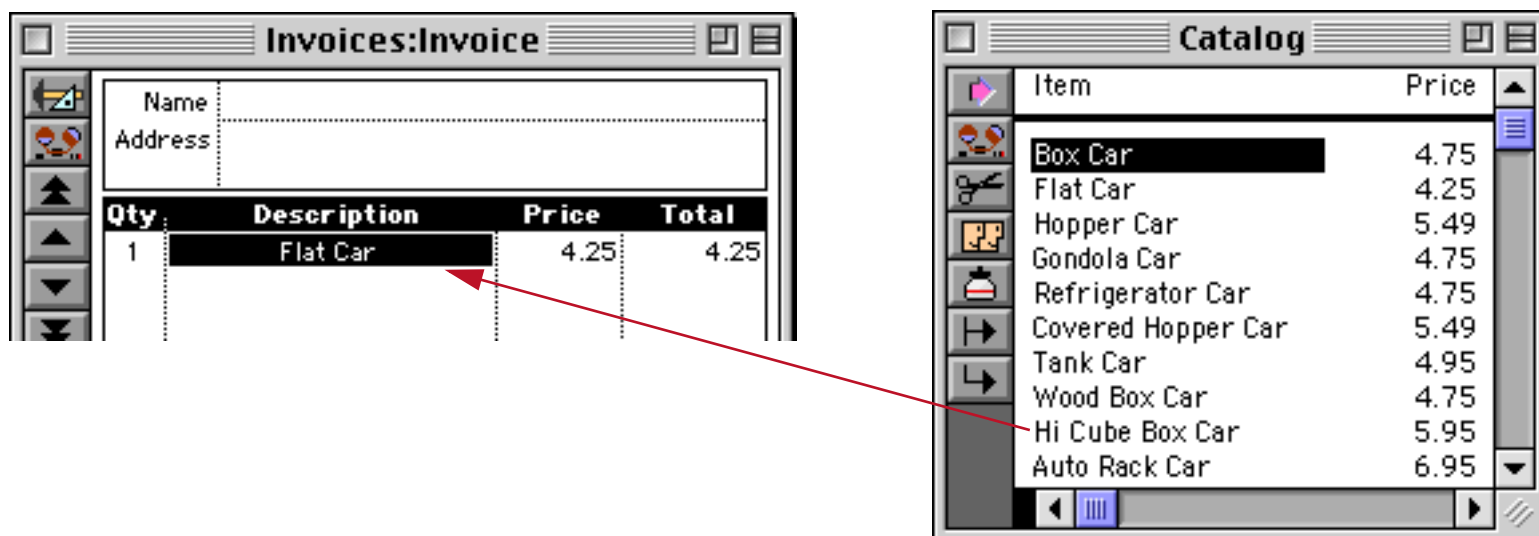 Invoices:Invoice
Name
Address
Qty Description Price Total
1 Flat Car 4.25 4.25
Catalog
Item Price
Box Car 4.75
Flat Car 4.25
Hopper Car 5.49
Gondola Car 4.75
Refrigerator Car 4.75
Covered Hopper Car 5.49
Tank Car 4.95
Wood Box Car 4.75
Hi Cube Box Car 5.95
Auto Rack Car 6.95